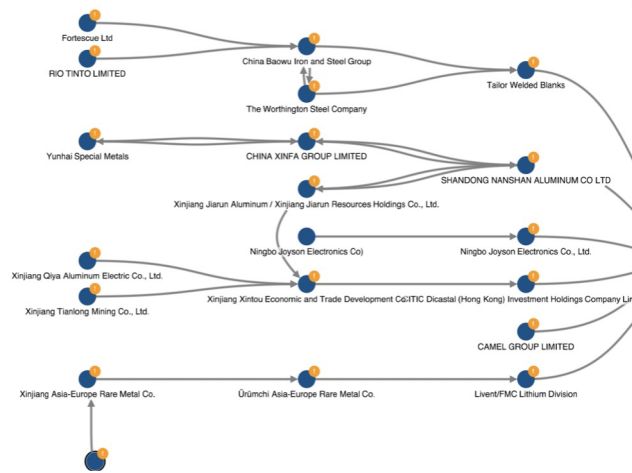 Fortescue Ltd
RIO TINTO LIMITED
China Baowu Iron and Steel Group
Tailor Welded Blanks
The Worthington Steel Company
Yunhai Special Metals
CHINA XINFA GROUP LIMITED
SHANDONG NANSHAN ALUMINUM CO LTD
Xinjiang Jiarun Aluminum / Xinjiang Jiarun Resources Holdings Co., Ltd.
Ningbo Joyson Electronics Co)
Ningbo Joyson Electronics Co., Ltd.
Xinjiang Qiya Aluminum Electric Co., Ltd.
Xinjiang Xintou Economic and Trade Development Co
CITIC Dicastal (Hong Kong) Investment Holdings Company Lim
Xinjiang Tianlong Mining Co., Ltd.
CAMEL GROUP LIMITED
Xinjiang Asia-Europe Rare Metal Co.
Ürümchi Asia-Europe Rare Metal Co.
Livent/FMC Lithium Division